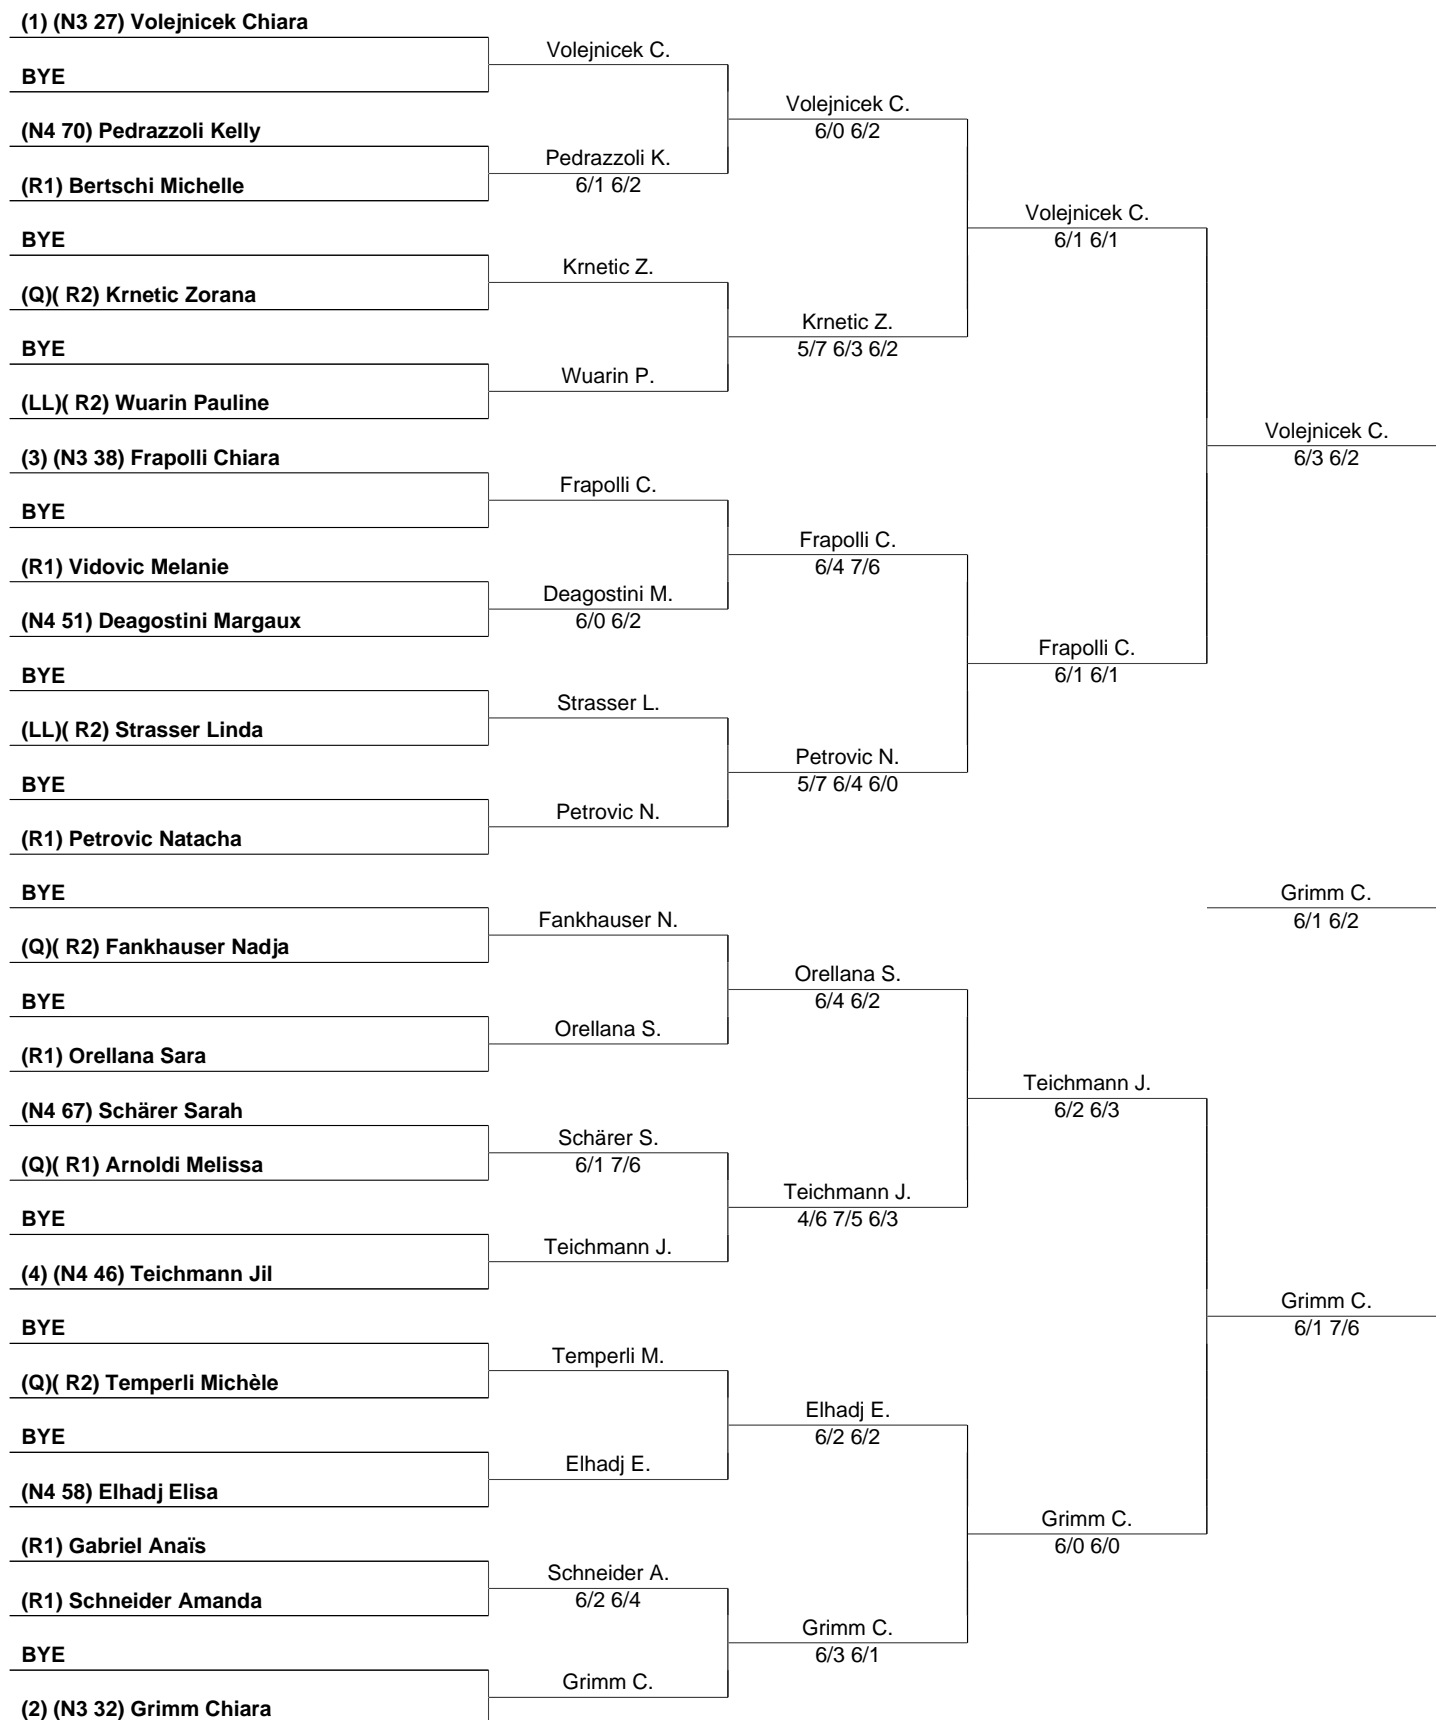 (1) (N3 27) Volejnicek Chiara
Volejnicek C.
BYE
Volejnicek C.
6/0 6/2
(N4 70) Pedrazzoli Kelly
Pedrazzoli K.
6/1 6/2
(R1) Bertschi Michelle
Volejnicek C.
6/1 6/1
BYE
Krnetic Z.
(Q)( R2) Krnetic Zorana
Krnetic Z.
5/7 6/3 6/2
BYE
Wuarin P.
(LL)( R2) Wuarin Pauline
Volejnicek C.
6/3 6/2
(3) (N3 38) Frapolli Chiara
Frapolli C.
BYE
Frapolli C.
6/4 7/6
(R1) Vidovic Melanie
Deagostini M.
6/0 6/2
(N4 51) Deagostini Margaux
Frapolli C.
6/1 6/1
BYE
Strasser L.
(LL)( R2) Strasser Linda
Petrovic N.
5/7 6/4 6/0
BYE
Petrovic N.
(R1) Petrovic Natacha
BYE
Grimm C.
6/1 6/2
Fankhauser N.
(Q)( R2) Fankhauser Nadja
Orellana S.
6/4 6/2
BYE
Orellana S.
(R1) Orellana Sara
Teichmann J.
6/2 6/3
(N4 67) Schärer Sarah
Schärer S.
6/1 7/6
(Q)( R1) Arnoldi Melissa
Teichmann J.
4/6 7/5 6/3
BYE
Teichmann J.
(4) (N4 46) Teichmann Jil
Grimm C.
6/1 7/6
BYE
Temperli M.
(Q)( R2) Temperli Michèle
Elhadj E.
6/2 6/2
BYE
Elhadj E.
(N4 58) Elhadj Elisa
Grimm C.
6/0 6/0
(R1) Gabriel Anaïs
Schneider A.
6/2 6/4
(R1) Schneider Amanda
Grimm C.
6/3 6/1
BYE
Grimm C.
(2) (N3 32) Grimm Chiara